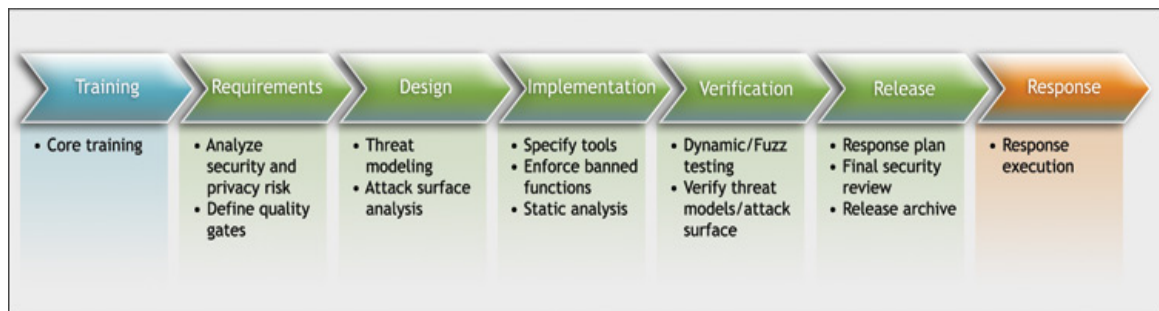 Training
Requirements
Design
Implementation
Verification
Release
Response
• Core training
• Analyze
security and
privacy risk
• Define quality
gates
• Threat
modeling
• Attack surface
analysis
• Specify tools
• Enforce banned
functions
• Static analysis
• Dynamic/Fuzz
testing
• Verify threat
models/attack
surface
• Response plan
• Final security
review
• Release archive
• Response
execution